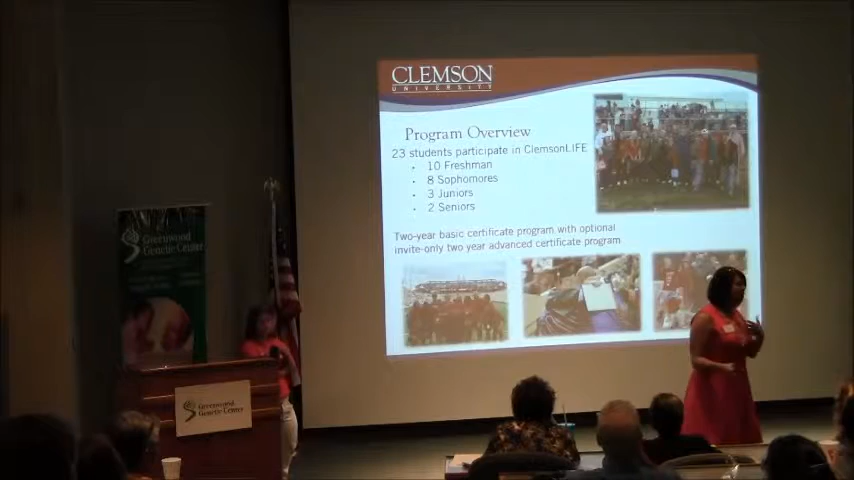 CLEMSON
UNIVERSITY
Program Overview
23 students participate in ClemsonLIFE
· 10 Freshman
· 8 Sophomores
· 3 Juniors
· 2 Seniors
Two-year basic certificate program with optional
invite-only two year advanced certificate program
Greenwood
Genetic Center
Greenwood
Genetic Center